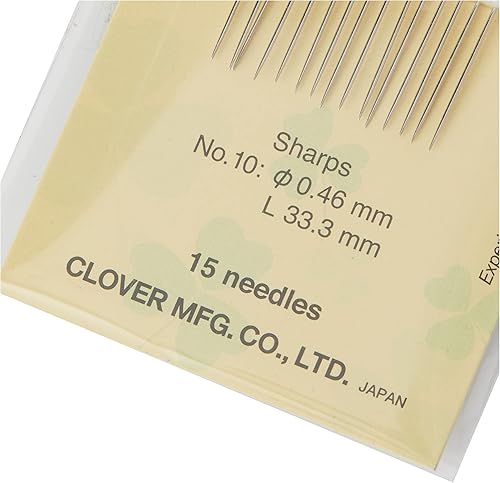 Sharps
No. 10: ϕ 0.46 mm
L 33.3 mm
15 needles
CLOVER MFG. CO., LTD. JAPAN